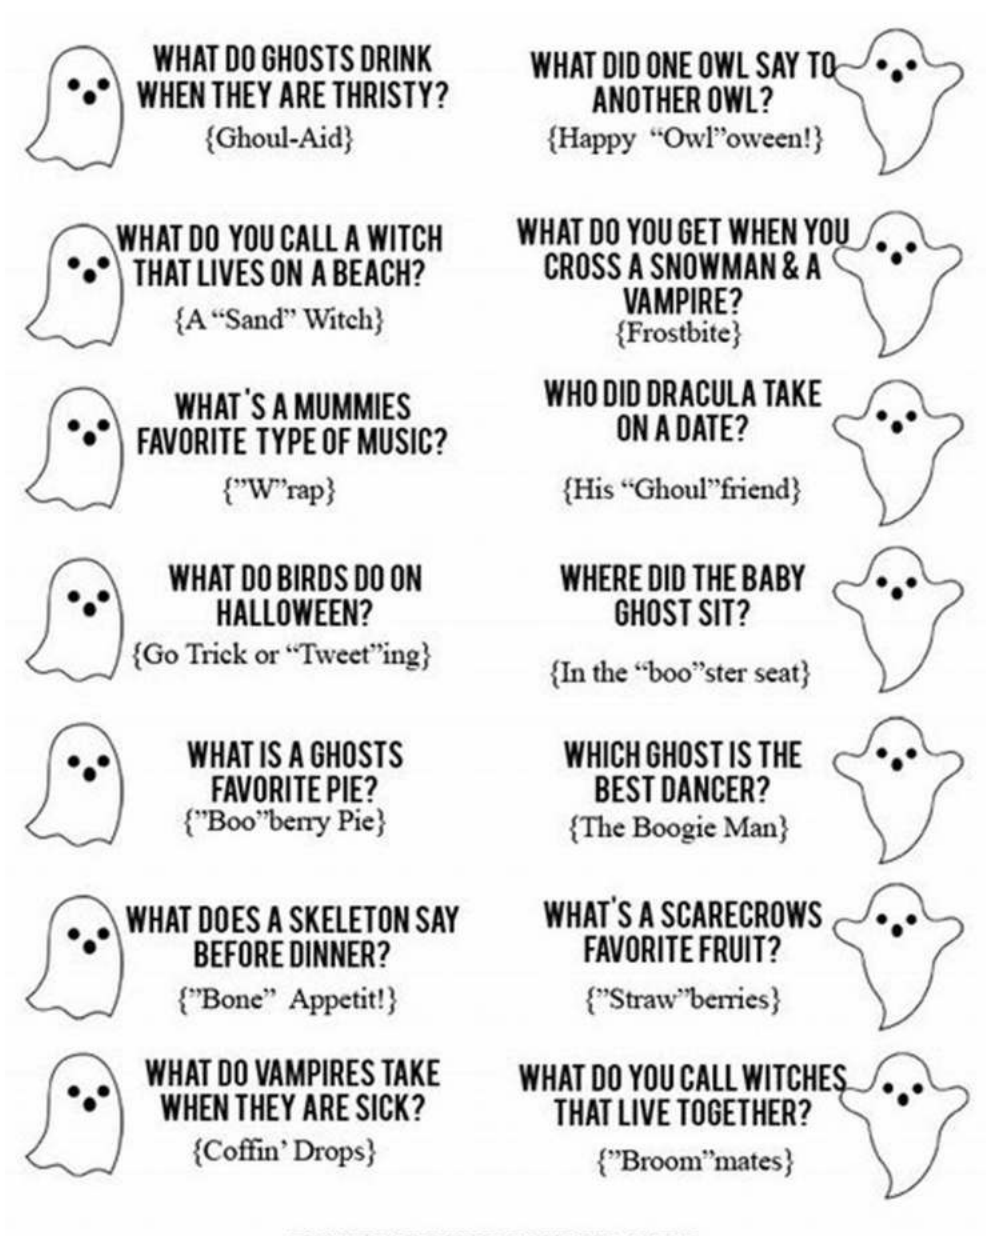 WHAT DO GHOSTS DRINK
WHEN THEY ARE THRISTY?
{Ghoul-Aid}
WHAT DID ONE OWL SAY TO
ANOTHER OWL?
{Happy “Owl”oween!}
WHAT DO YOU CALL A WITCH
THAT LIVES ON A BEACH?
{A “Sand” Witch}
WHAT DO YOU GET WHEN YOU
CROSS A SNOWMAN & A
VAMPIRE?
{Frostbite}
WHAT'S A MUMMIES
FAVORITE TYPE OF MUSIC?
{”W”rap}
WHO DID DRACULA TAKE
ON A DATE?
{His “Ghoul”friend}
WHAT DO BIRDS DO ON
HALLOWEEN?
{Go Trick or “Tweet”ing}
WHERE DID THE BABY
GHOST SIT?
{In the “boo”ster seat}
WHAT IS A GHOSTS
FAVORITE PIE?
{”Boo”berry Pie}
WHICH GHOST IS THE
BEST DANCER?
{The Boogie Man}
WHAT DOES A SKELETON SAY
BEFORE DINNER?
{”Bone” Appetit!}
WHAT'S A SCARECROWS
FAVORITE FRUIT?
{”Straw”berries}
WHAT DO VAMPIRES TAKE
WHEN THEY ARE SICK?
{Coffin’ Drops}
WHAT DO YOU CALL WITCHES
THAT LIVE TOGETHER?
{”Broom”mates}